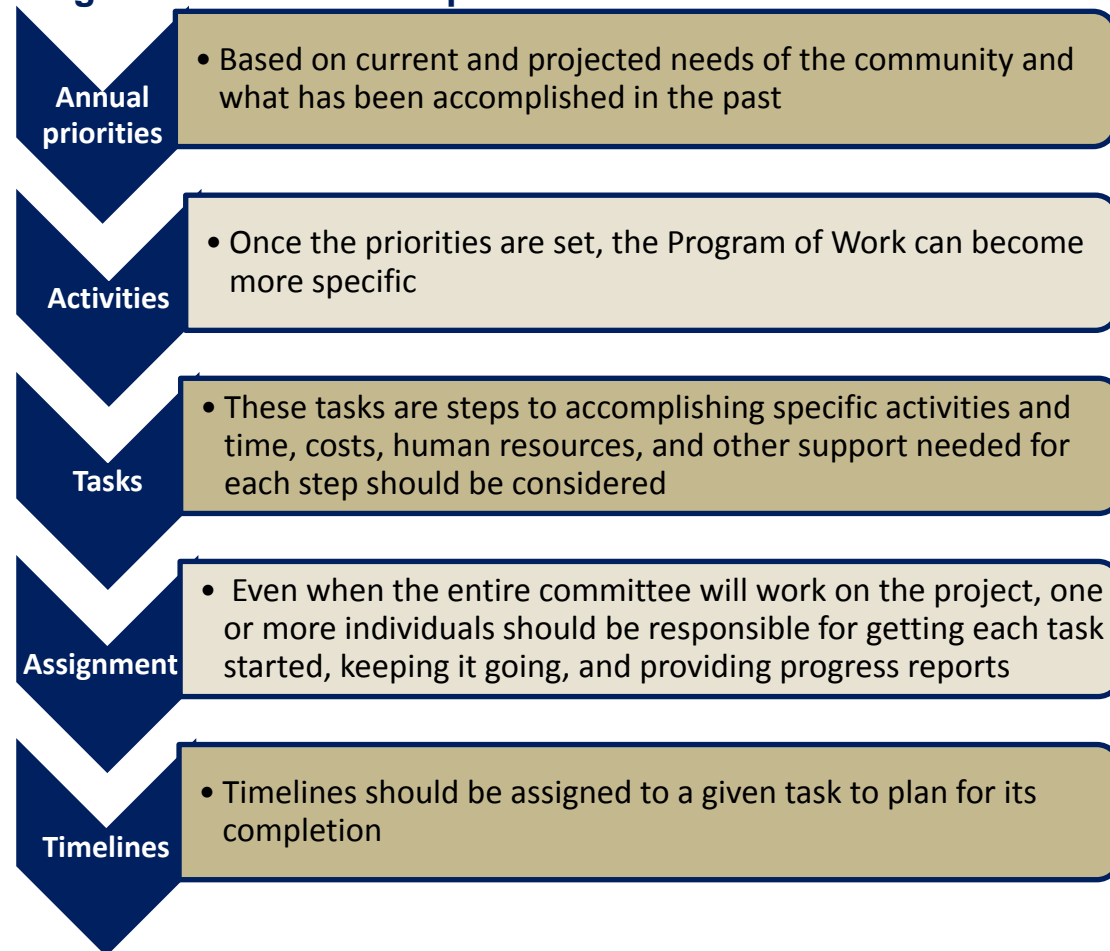 Annual
priorities
• Based on current and projected needs of the community and
what has been accomplished in the past
Activities
• Once the priorities are set, the Program of Work can become
more specific
Tasks
• These tasks are steps to accomplishing specific activities and
time, costs, human resources, and other support needed for
each step should be considered
Assignment
• Even when the entire committee will work on the project, one
or more individuals should be responsible for getting each task
started, keeping it going, and providing progress reports
Timelines
• Timelines should be assigned to a given task to plan for its
completion